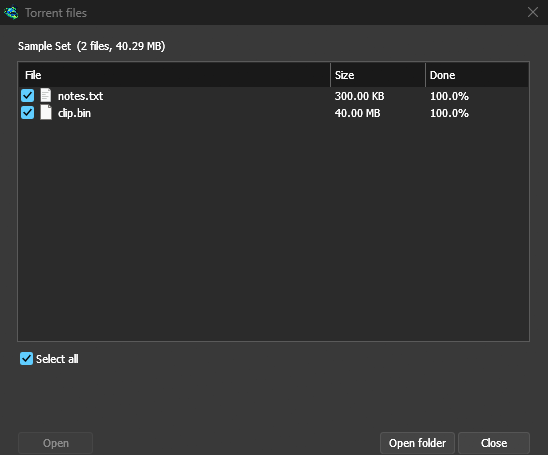 Torrent files
Sample Set (2 files, 40.29 MB)
File Size Done
notes.txt 300.00 KB 100.0%
clip.bin 40.00 MB 100.0%
Select all
Open Open folder Close